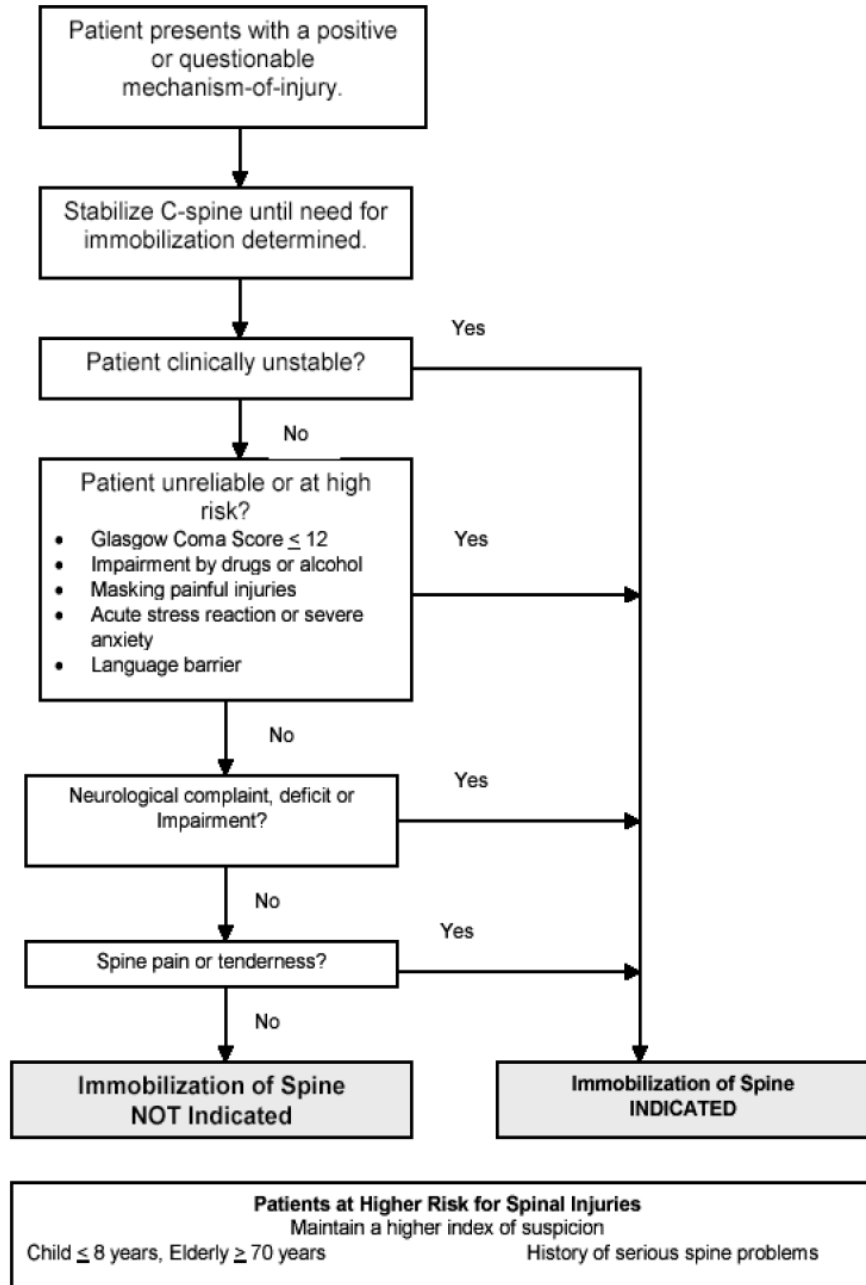 Patient presents with a positive
or questionable
mechanism-of-injury.
Stabilize C-spine until need for
immobilization determined.
Yes
Patient clinically unstable?
No
Patient unreliable or at high
risk?
• Glasgow Coma Score ≤ 12
• Impairment by drugs or alcohol
• Masking painful injuries
• Acute stress reaction or severe
anxiety
• Language barrier
Yes
No
Neurological complaint, deficit or
Impairment?
Yes
No
Spine pain or tenderness?
Yes
No
Immobilization of Spine
NOT Indicated
Immobilization of Spine
INDICATED
Patients at Higher Risk for Spinal Injuries
Maintain a higher index of suspicion
Child ≤ 8 years, Elderly ≥ 70 years History of serious spine problems